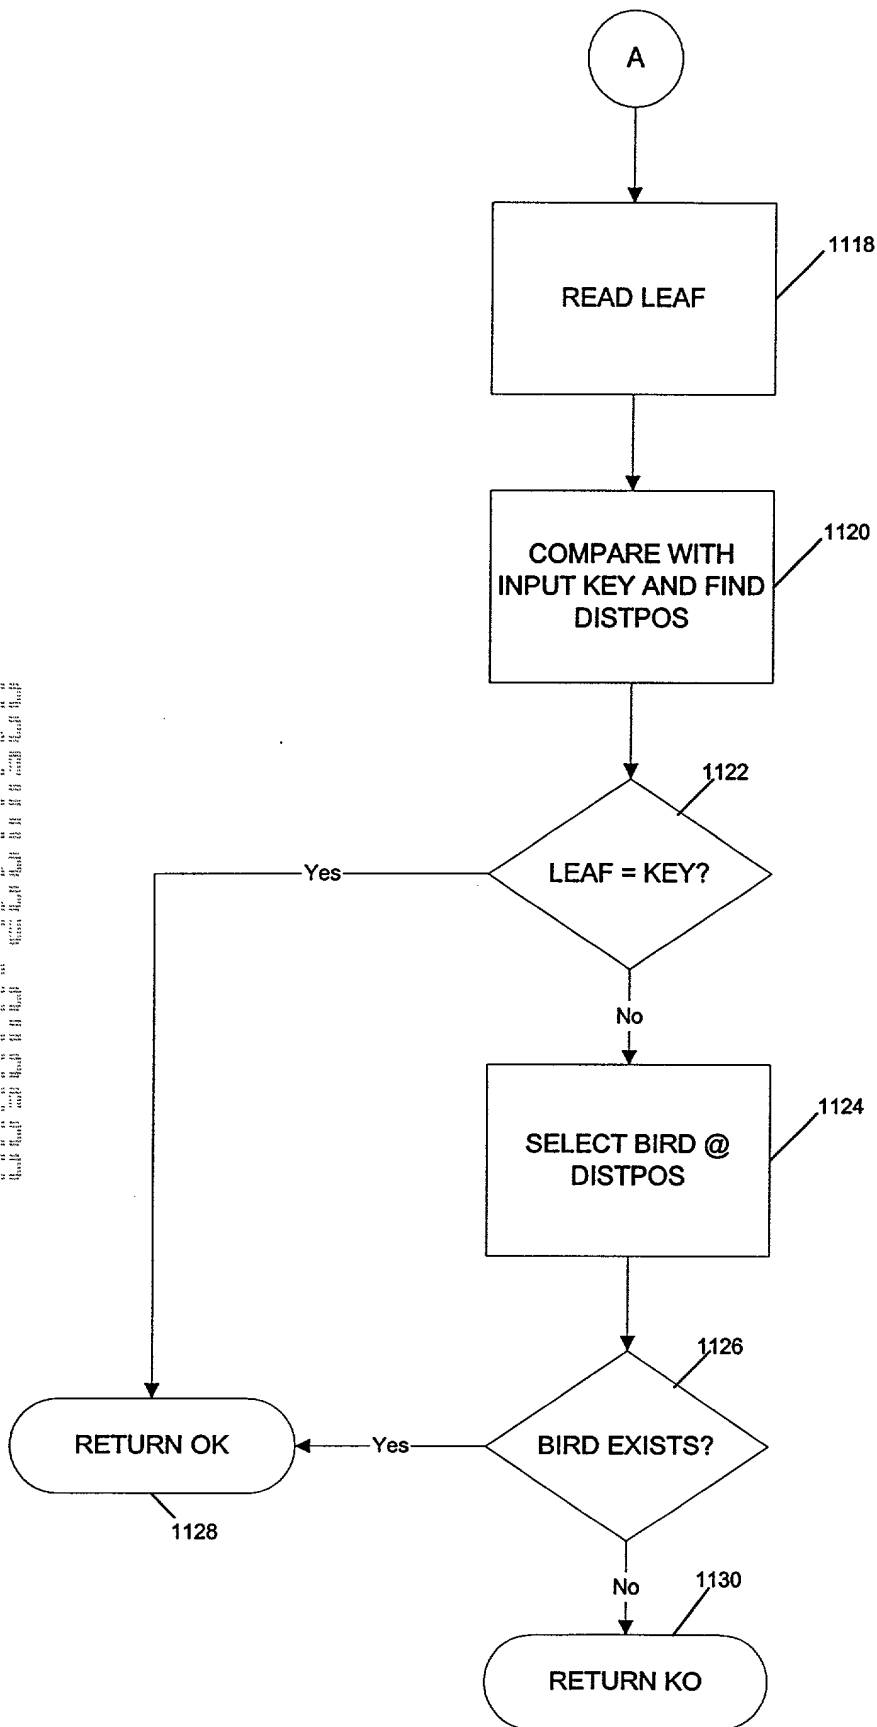 A
1118
READ LEAF
1120
COMPARE WITH
INPUT KEY AND FIND
DISTPOS
1122
LEAF = KEY?
Yes
No
1124
SELECT BIRD @
DISTPOS
1126
BIRD EXISTS?
Yes
RETURN OK
1128
No
1130
RETURN KO